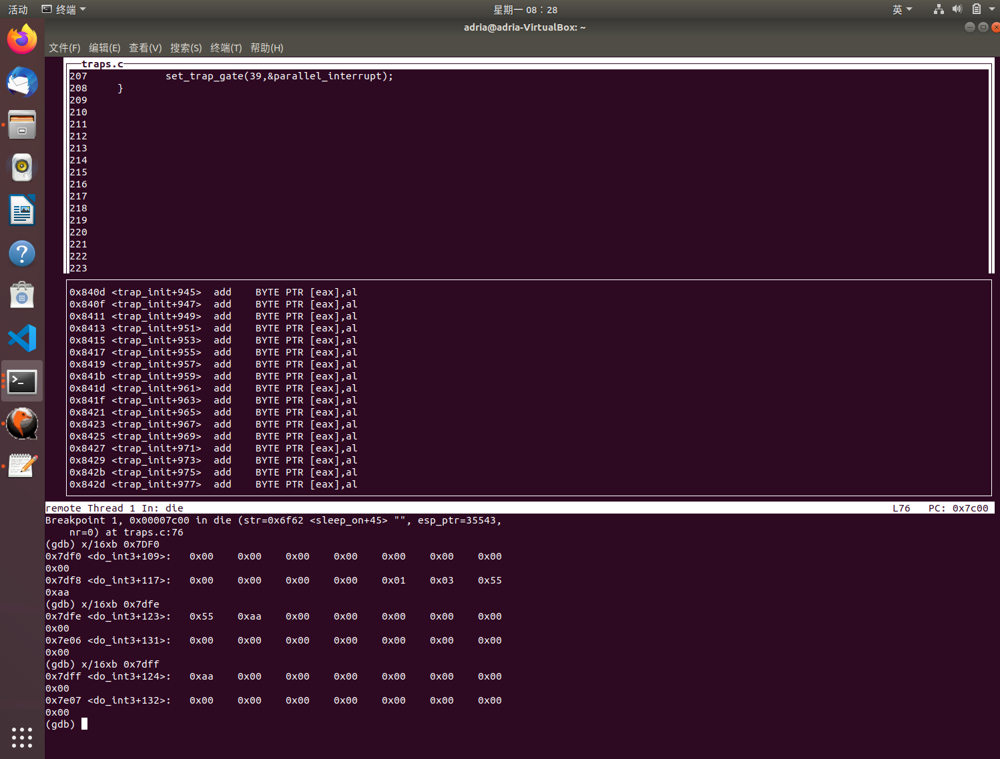 活动 终端 星期一 08：28 英
adria@adria-VirtualBox: ~
文件(F) 编辑(E) 查看(V) 搜索(S) 终端(T) 帮助(H)
traps.c
207 set_trap_gate(39,&parallel_interrupt);
208 }
209
210
211
212
213
214
215
216
217
218
219
220
221
222
223
0x840d <trap_init+945> add BYTE PTR [eax],al
0x840f <trap_init+947> add BYTE PTR [eax],al
0x8411 <trap_init+949> add BYTE PTR [eax],al
0x8413 <trap_init+951> add BYTE PTR [eax],al
0x8415 <trap_init+953> add BYTE PTR [eax],al
0x8417 <trap_init+955> add BYTE PTR [eax],al
0x8419 <trap_init+957> add BYTE PTR [eax],al
0x841b <trap_init+959> add BYTE PTR [eax],al
0x841d <trap_init+961> add BYTE PTR [eax],al
0x841f <trap_init+963> add BYTE PTR [eax],al
0x8421 <trap_init+965> add BYTE PTR [eax],al
0x8423 <trap_init+967> add BYTE PTR [eax],al
0x8425 <trap_init+969> add BYTE PTR [eax],al
0x8427 <trap_init+971> add BYTE PTR [eax],al
0x8429 <trap_init+973> add BYTE PTR [eax],al
0x842b <trap_init+975> add BYTE PTR [eax],al
0x842d <trap_init+977> add BYTE PTR [eax],al
remote Thread 1 In: die L76 PC: 0x7c00
Breakpoint 1, 0x00007c00 in die (str=0x6f62 <sleep_on+45> "", esp_ptr=35543,
nr=0) at traps.c:76
(gdb) x/16xb 0x7DF0
0x7df0 <do_int3+109>: 0x00 0x00 0x00 0x00 0x00 0x00 0x00
0x00
0x7df8 <do_int3+117>: 0x00 0x00 0x00 0x00 0x01 0x03 0x55
0xaa
(gdb) x/16xb 0x7dfe
0x7dfe <do_int3+123>: 0x55 0xaa 0x00 0x00 0x00 0x00 0x00
0x00
0x7e06 <do_int3+131>: 0x00 0x00 0x00 0x00 0x00 0x00 0x00
0x00
(gdb) x/16xb 0x7dff
0x7dff <do_int3+124>: 0xaa 0x00 0x00 0x00 0x00 0x00 0x00
0x00
0x7e07 <do_int3+132>: 0x00 0x00 0x00 0x00 0x00 0x00 0x00
0x00
(gdb)